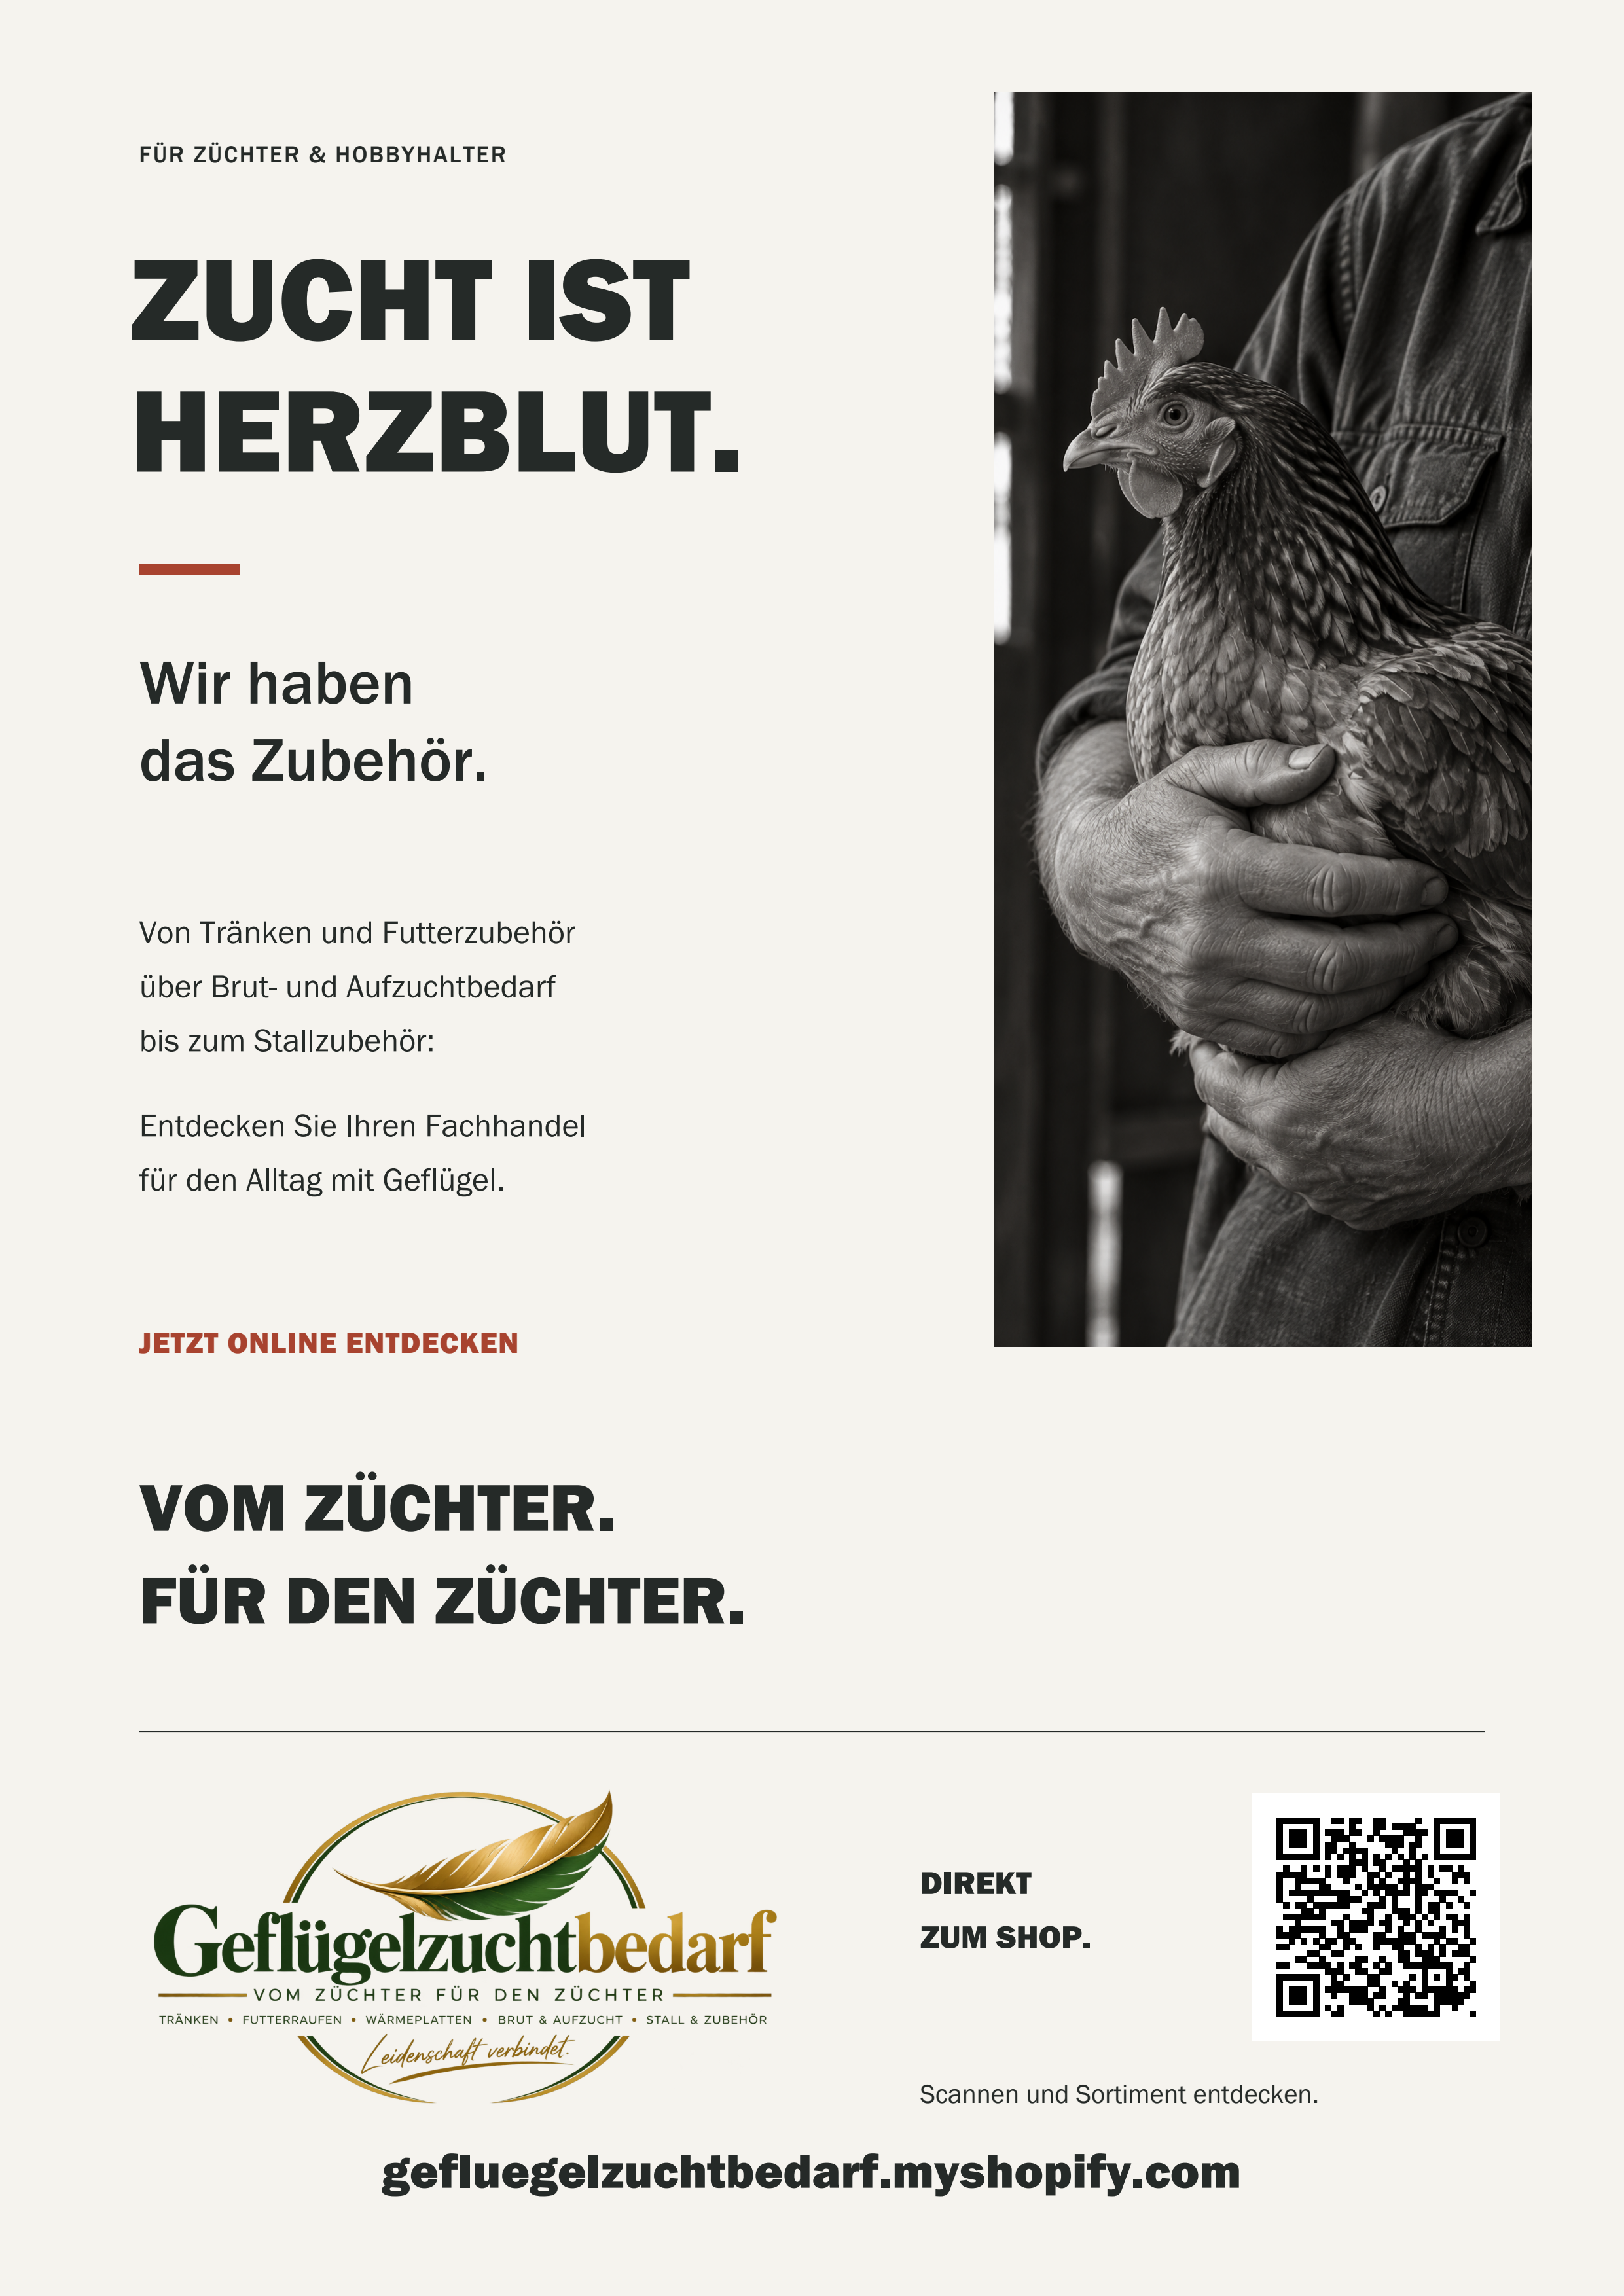 FÜR ZÜCHTER & HOBBYHALTER
ZUCHT IST
HERZBLUT.
Wir haben
das Zubehör.
Von Tränken und Futterzubehör
über Brut- und Aufzuchtbedarf
bis zum Stallzubehör:
Entdecken Sie Ihren Fachhandel
für den Alltag mit Geflügel.
JETZT ONLINE ENTDECKEN
VOM ZÜCHTER.
FÜR DEN ZÜCHTER.
Geflügelzuchtbedarf
VOM ZÜCHTER FÜR DEN ZÜCHTER
TRÄNKEN • FUTTERRAUFEN • WÄRMEPLATTEN • BRUT & AUFZUCHT • STALL & ZUBEHÖR
Leidenschaft verbindet.
DIREKT
ZUM SHOP.
Scannen und Sortiment entdecken.
gefluegelzuchtbedarf.myshopify.com